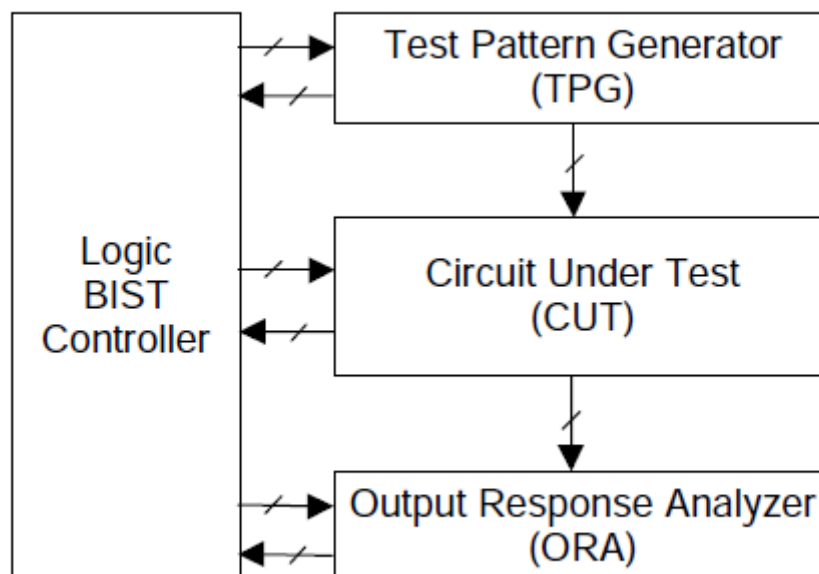 Test Pattern Generator
(TPG)
Logic
BIST
Controller
Circuit Under Test
(CUT)
Output Response Analyzer
(ORA)